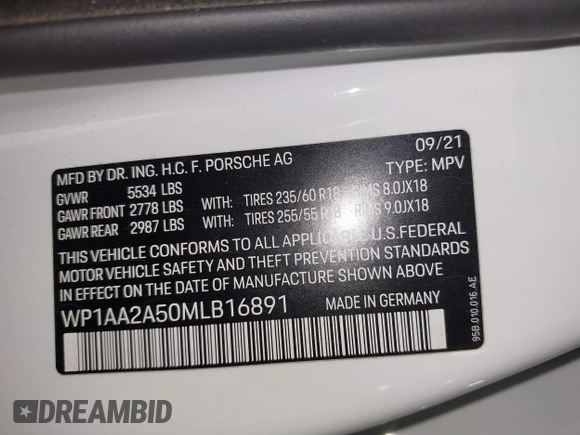 MFD BY DR. ING. H.C. F. PORSCHE AG 09/21
GVWR 5534 LBS TYPE: MPV
GAWR FRONT 2778 LBS WITH: TIRES 235/60 R18 RIMS 8.0JX18
GAWR REAR 2987 LBS WITH: TIRES 255/55 R18 RIMS 9.0JX18
THIS VEHICLE CONFORMS TO ALL APPLICABLE U.S.FEDERAL
MOTOR VEHICLE SAFETY AND THEFT PREVENTION STANDARDS
IN EFFECT ON THE DATE OF MANUFACTURE SHOWN ABOVE
WP1AA2A50MLB16891 MADE IN GERMANY
95B.010.016.AE
DREAMBID